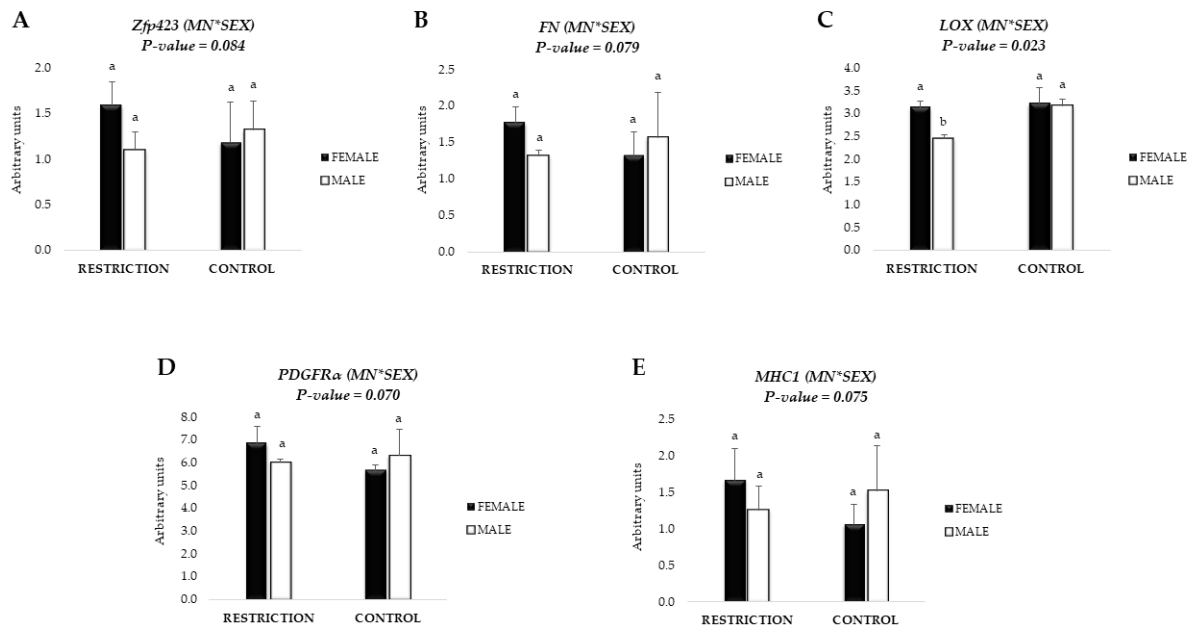 A
Zfp423 (MN*SEX)
P-value = 0.084
2.0
1.5
1.0
0.5
0.0
Arbitrary units
a
a
a
a
RESTRICTION
CONTROL
FEMALE
MALE
B
FN (MN*SEX)
P-value = 0.079
2.5
2.0
1.5
1.0
0.5
0.0
Arbitrary units
a
a
a
a
RESTRICTION
CONTROL
FEMALE
MALE
C
LOX (MN*SEX)
P-value = 0.023
4.0
3.5
3.0
2.5
2.0
1.5
1.0
0.5
0.0
Arbitrary units
a
b
a
a
RESTRICTION
CONTROL
FEMALE
MALE
D
PDGFRα (MN*SEX)
P-value = 0.070
8.0
7.0
6.0
5.0
4.0
3.0
2.0
1.0
0.0
Arbitrary units
a
a
a
a
RESTRICTION
CONTROL
FEMALE
MALE
E
MHC1 (MN*SEX)
P-value = 0.075
2.5
2.0
1.5
1.0
0.5
0.0
Arbitrary units
a
a
a
a
RESTRICTION
CONTROL
FEMALE
MALE